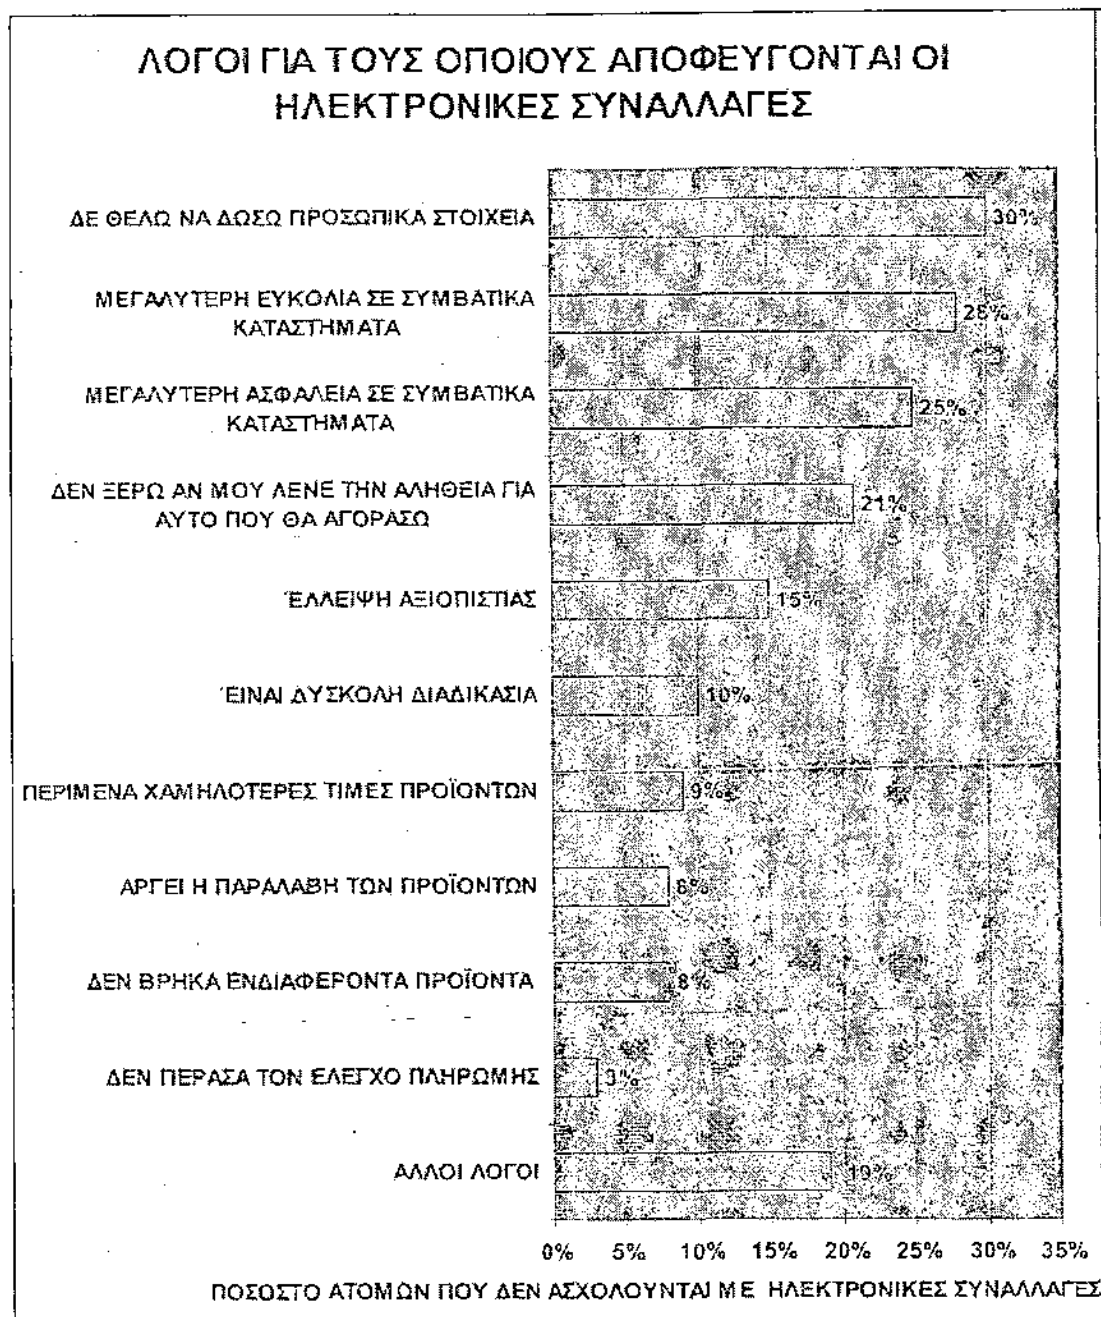 ΛΟΓΟΙ ΓΙΑ ΤΟΥΣ ΟΠΟΙΟΥΣ ΑΠΟΦΕΥΓΟΝΤΑΙ ΟΙ
ΗΛΕΚΤΡΟΝΙΚΕΣ ΣΥΝΑΛΛΑΓΕΣ
ΔΕ ΘΕΛΩ ΝΑ ΔΩΣΩ ΠΡΟΣΩΠΙΚΑ ΣΤΟΙΧΕΙΑ
30%
ΜΕΓΑΛΥΤΕΡΗ ΕΥΚΟΛΙΑ ΣΕ ΣΥΜΒΑΤΙΚΑ
ΚΑΤΑΣΤΗΜΑΤΑ
28%
ΜΕΓΑΛΥΤΕΡΗ ΑΣΦΑΛΕΙΑ ΣΕ ΣΥΜΒΑΤΙΚΑ
ΚΑΤΑΣΤΗΜΑΤΑ
25%
ΔΕΝ ΞΕΡΩ ΑΝ ΜΟΥ ΛΕΝΕ ΤΗΝ ΑΛΗΘΕΙΑ ΓΙΑ
ΑΥΤΟ ΠΟΥ ΘΑ ΑΓΟΡΑΣΩ
21%
ΈΛΛΕΙΨΗ ΑΞΙΟΠΙΣΤΙΑΣ
15%
ΈΙΝΑΙ ΔΥΣΚΟΛΗ ΔΙΑΔΙΚΑΣΙΑ
10%
ΠΕΡΙΜΕΝΑ ΧΑΜΗΛΟΤΕΡΕΣ ΤΙΜΕΣ ΠΡΟΪΟΝΤΩΝ
9%
ΑΡΓΕΙ Η ΠΑΡΑΛΑΒΗ ΤΩΝ ΠΡΟΪΟΝΤΩΝ
8%
ΔΕΝ ΒΡΗΚΑ ΕΝΔΙΑΦΕΡΟΝΤΑ ΠΡΟΪΟΝΤΑ
8%
ΔΕΝ ΠΕΡΑΣΑ ΤΟΝ ΕΛΕΓΧΟ ΠΛΗΡΩΜΗΣ
3%
ΑΛΛΟΙ ΛΟΓΟΙ
19%
0% 5% 10% 15% 20% 25% 30% 35%
ΠΟΣΟΣΤΟ ΑΤΟΜΩΝ ΠΟΥ ΔΕΝ ΑΣΧΟΛΟΥΝΤΑΙ ΜΕ ΗΛΕΚΤΡΟΝΙΚΕΣ ΣΥΝΑΛΛΑΓΕΣ